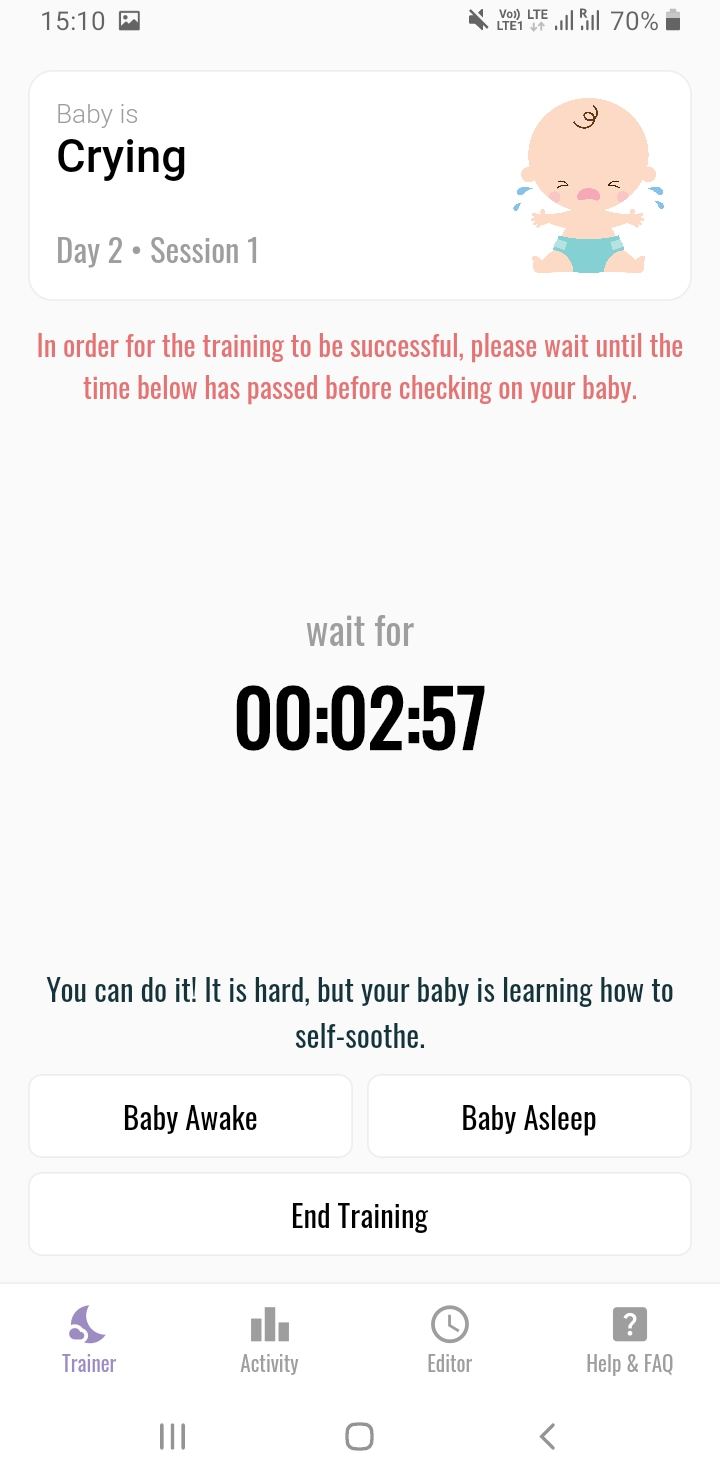 15:10
Vo)) LTE
LTE1
R
70%
Baby is
Crying
Day 2 • Session 1
In order for the training to be successful, please wait until the
time below has passed before checking on your baby.
wait for
00:02:57
You can do it! It is hard, but your baby is learning how to
self-soothe.
Baby Awake
Baby Asleep
End Training
Trainer
Activity
Editor
Help & FAQ